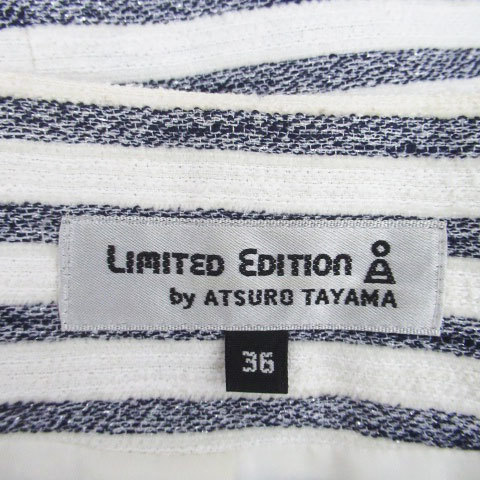 LIMITED EDITION
by ATSURO TAYAMA
36